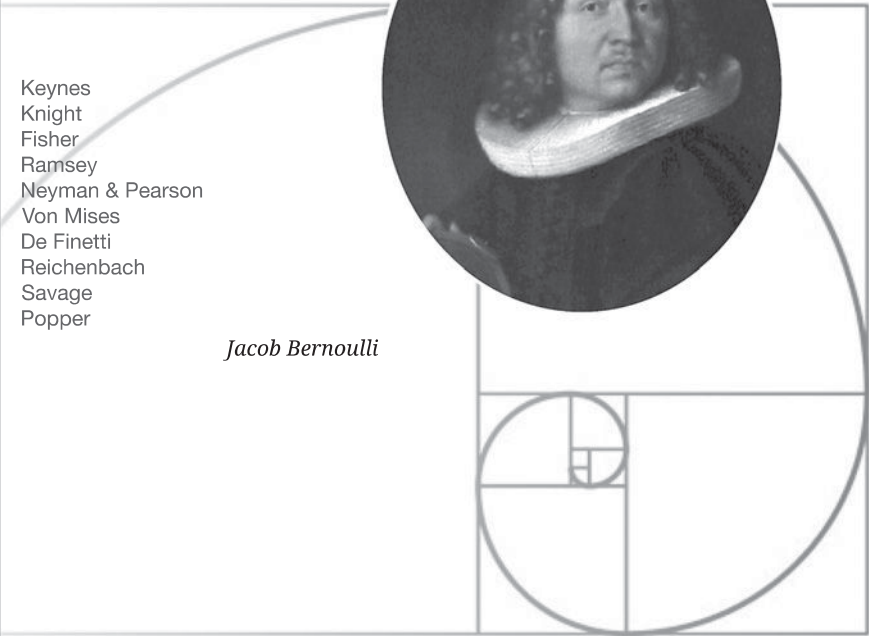 Keynes
Knight
Fisher
Ramsey
Neyman & Pearson
Von Mises
De Finetti
Reichenbach
Savage
Popper
Jacob Bernoulli